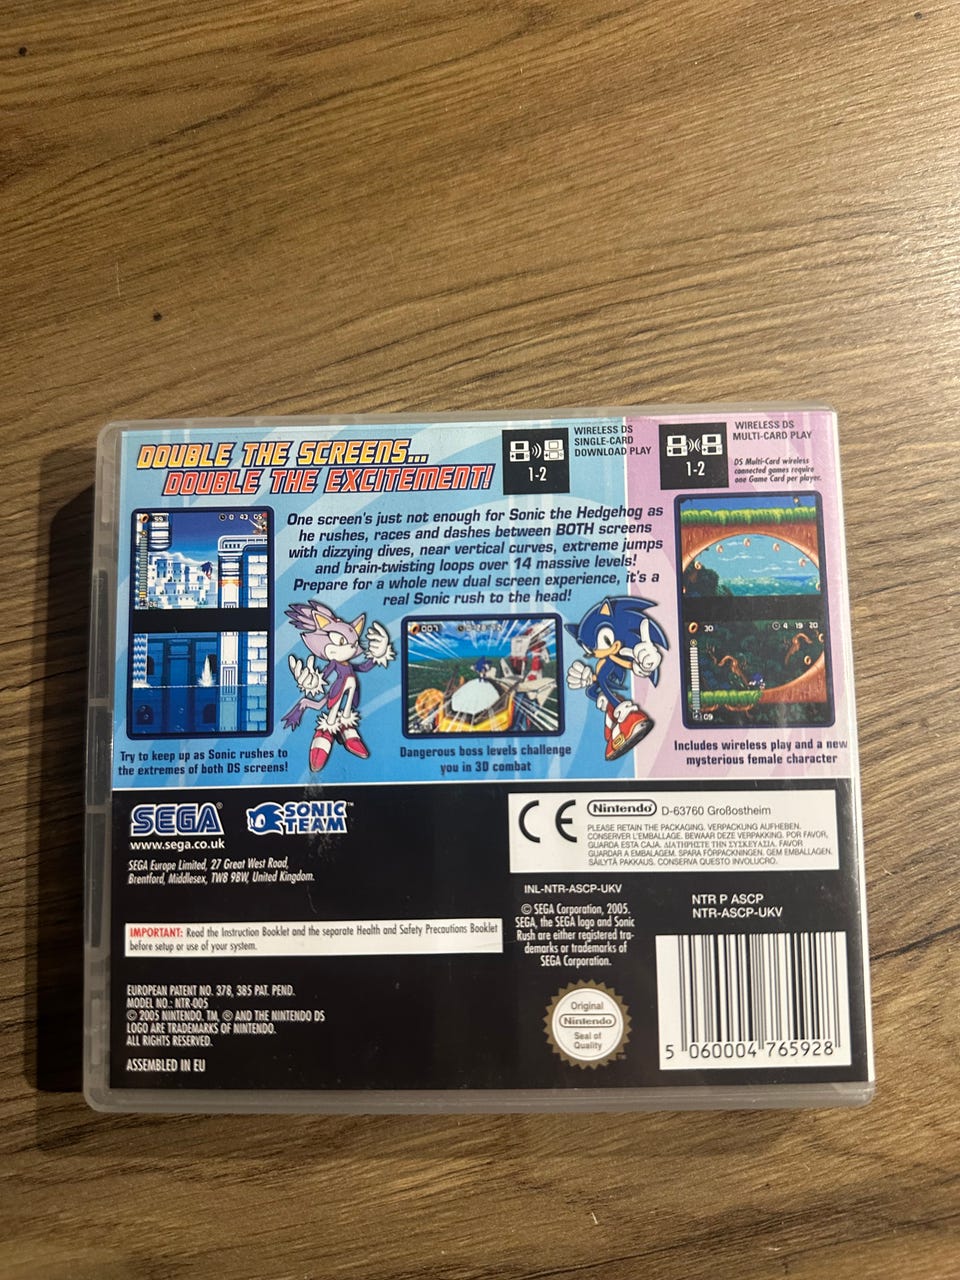 DOUBLE THE SCREENS...
DOUBLE THE EXCITEMENT!
1-2
WIRELESS DS
SINGLE-CARD
DOWNLOAD PLAY
1-2
WIRELESS DS
MULTI-CARD PLAY
DS Multi-Card wireless
connected games require
one Game Card per player.
One screen's just not enough for Sonic the Hedgehog as
he rushes, races and dashes between BOTH screens
with dizzying dives, near vertical curves, extreme jumps
and brain-twisting loops over 14 massive levels!
Prepare for a whole new dual screen experience, it's a
real Sonic rush to the head!
59
0 43 05
007
30
4 19 20
09
Try to keep up as Sonic rushes to
the extremes of both DS screens!
Dangerous boss levels challenge
you in 3D combat
Includes wireless play and a new
mysterious female character
SEGA®
www.sega.co.uk
SONIC
TEAM™
SEGA Europe Limited, 27 Great West Road,
Brentford, Middlesex, TW8 9BW, United Kingdom.
CE
Nintendo D-63760 Großostheim
PLEASE RETAIN THE PACKAGING. VERPACKUNG AUFHEBEN.
CONSERVER L'EMBALLAGE. BEWAAR DEZE VERPAKKING. POR FAVOR,
GUARDA ESTA CAJA. ΔΙΑΤΗΡΗΣΤΕ ΤΗΝ ΣΥΣΚΕΥΑΣΙΑ. FAVOR
GUARDAR A EMBALAGEM. SPARA FÖRPACKNINGEN. GEM EMBALLAGEN.
SÄILYTÄ PAKKAUS. CONSERVA QUESTO INVOLUCRO.
INL-NTR-ASCP-UKV
© SEGA Corporation, 2005.
SEGA, the SEGA logo and Sonic
Rush are either registered tra-
demarks or trademarks of
SEGA Corporation.
NTR P ASCP
NTR-ASCP-UKV
IMPORTANT: Read the Instruction Booklet and the separate Health and Safety Precautions Booklet
before setup or use of your system.
EUROPEAN PATENT NO. 378, 385 PAT. PEND.
MODEL NO.: NTR-005
© 2005 NINTENDO. TM, ® AND THE NINTENDO DS
LOGO ARE TRADEMARKS OF NINTENDO.
ALL RIGHTS RESERVED.
ASSEMBLED IN EU
Original
Nintendo
Seal of
Quality
TM
5 060004 765928